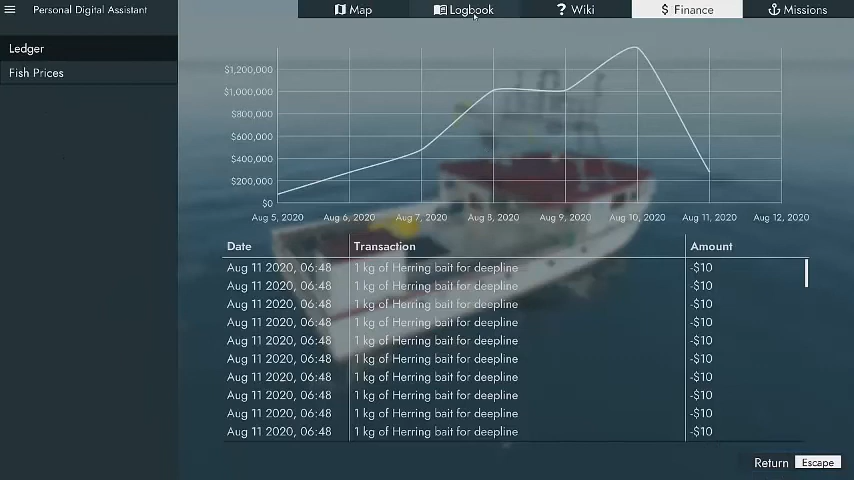 Personal Digital Assistant
Map
Logbook
? Wiki
$ Finance
Missions
Ledger
Fish Prices
$1,200,000
$1,000,000
$800,000
$600,000
$400,000
$200,000
$0
Aug 5, 2020 Aug 6, 2020 Aug 7, 2020 Aug 8, 2020 Aug 9, 2020 Aug 10, 2020 Aug 11, 2020 Aug 12, 2020
Date Transaction Amount
Aug 11 2020, 06:48 1 kg of Herring bait for deepline -$10
Aug 11 2020, 06:48 1 kg of Herring bait for deepline -$10
Aug 11 2020, 06:48 1 kg of Herring bait for deepline -$10
Aug 11 2020, 06:48 1 kg of Herring bait for deepline -$10
Aug 11 2020, 06:48 1 kg of Herring bait for deepline -$10
Aug 11 2020, 06:48 1 kg of Herring bait for deepline -$10
Aug 11 2020, 06:48 1 kg of Herring bait for deepline -$10
Aug 11 2020, 06:48 1 kg of Herring bait for deepline -$10
Aug 11 2020, 06:48 1 kg of Herring bait for deepline -$10
Aug 11 2020, 06:48 1 kg of Herring bait for deepline -$10
Return Escape